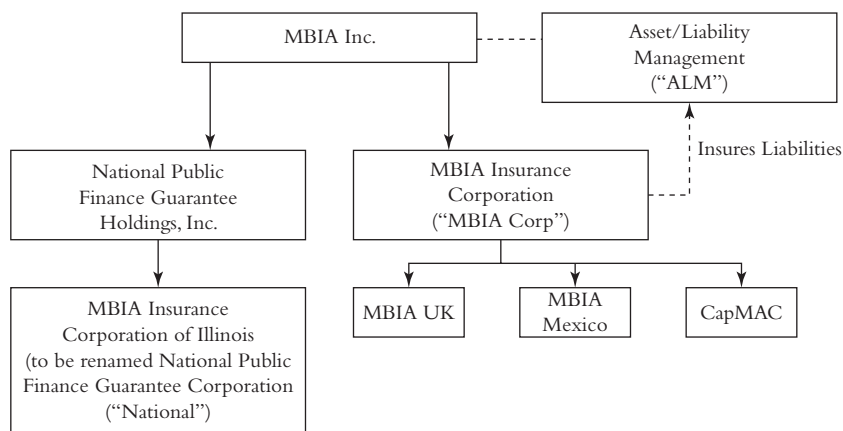 MBIA Inc.
Asset/Liability
Management
(“ALM”)
Insures Liabilities
National Public
Finance Guarantee
Holdings, Inc.
MBIA Insurance
Corporation
(“MBIA Corp”)
MBIA Insurance
Corporation of Illinois
(to be renamed National Public
Finance Guarantee Corporation
(“National”)
MBIA UK
MBIA
Mexico
CapMAC